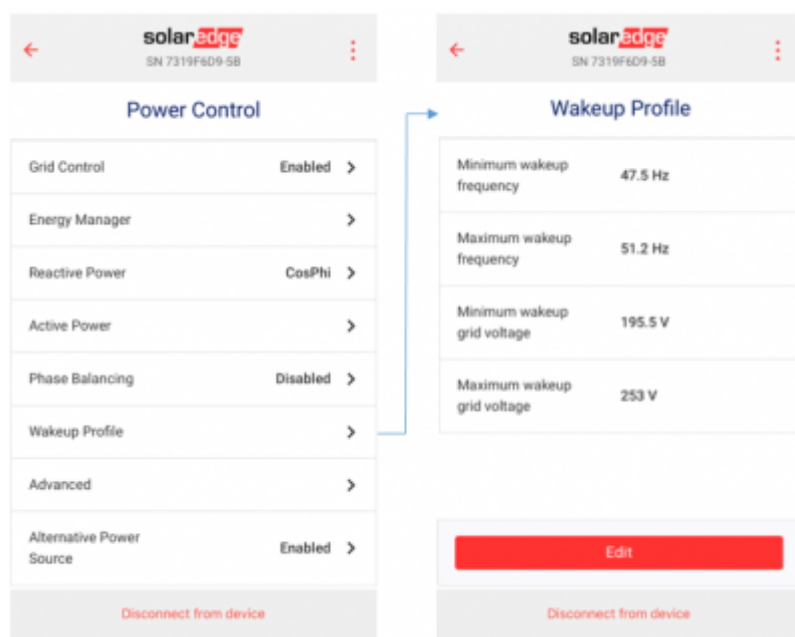 solaredge
SN 7319F6D9-5B
Power Control
Grid Control Enabled
Energy Manager
Reactive Power CosPhi
Active Power
Phase Balancing Disabled
Wakeup Profile
Advanced
Alternative Power
Source Enabled
Disconnect from device
solaredge
SN 7319F6D9-5B
Wakeup Profile
Minimum wakeup
frequency 47.5 Hz
Maximum wakeup
frequency 51.2 Hz
Minimum wakeup
grid voltage 195.5 V
Maximum wakeup
grid voltage 253 V
Edit
Disconnect from device